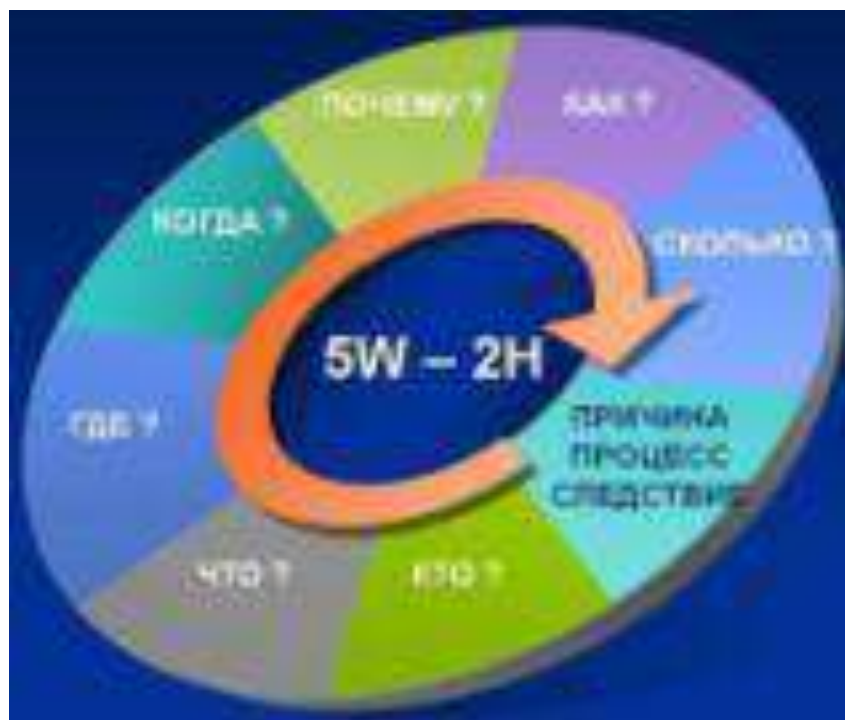 ПОЧЕМУ ?
КАК ?
КОГДА ?
СКОЛЬКО ?
5W – 2H
ГДЕ ?
ПРИЧИНА
ПРОЦЕСС
СЛЕДСТВИЕ
ЧТО ?
КТО ?